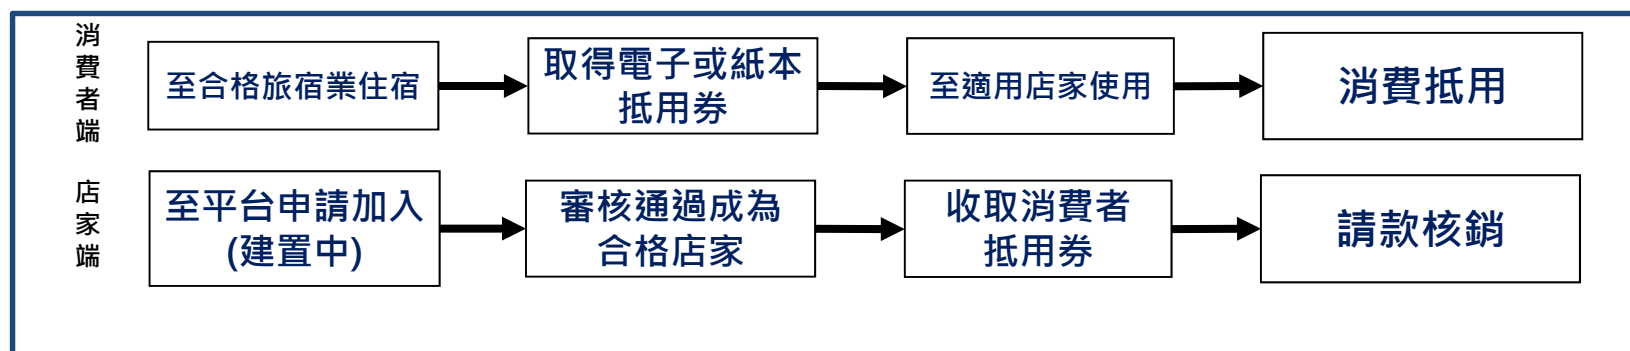 消費者端
至合格旅宿業住宿
取得電子或紙本
抵用券
至適用店家使用
消費抵用
店家端
至平台申請加入
(建置中)
審核通過成為
合格店家
收取消費者
抵用券
請款核銷